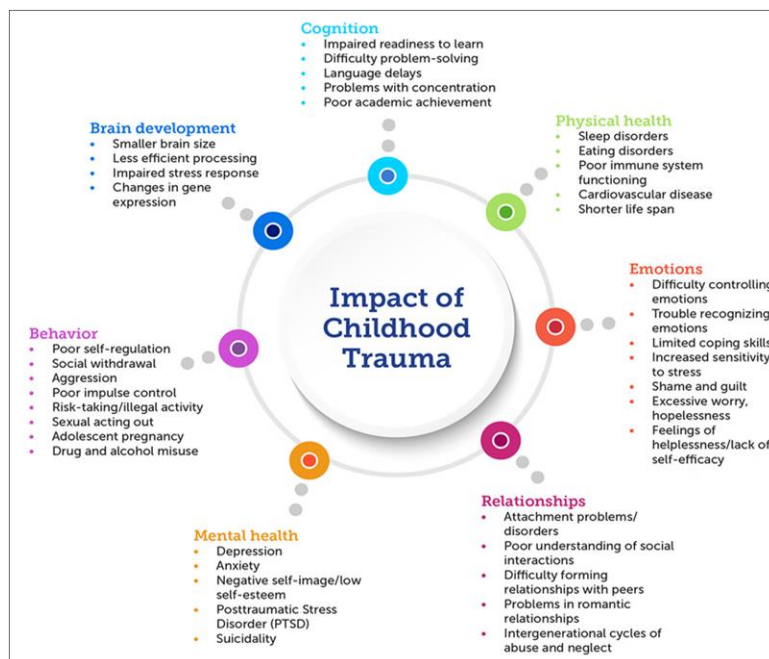 Cognition
Impaired readiness to learn
Difficulty problem-solving
Language delays
Problems with concentration
Poor academic achievement
Physical health
Sleep disorders
Eating disorders
Poor immune system
functioning
Cardiovascular disease
Shorter life span
Emotions
Difficulty controlling
emotions
Trouble recognizing
emotions
Limited coping skills
Increased sensitivity
to stress
Shame and guilt
Excessive worry,
hopelessness
Feelings of
helplessness/lack of
self-efficacy
Relationships
Attachment problems/
disorders
Poor understanding of social
interactions
Difficulty forming
relationships with peers
Problems in romantic
relationships
Intergenerational cycles of
abuse and neglect
Mental health
Depression
Anxiety
Negative self-image/low
self-esteem
Posttraumatic Stress
Disorder (PTSD)
Suicidality
Behavior
Poor self-regulation
Social withdrawal
Aggression
Poor impulse control
Risk-taking/illegal activity
Sexual acting out
Adolescent pregnancy
Drug and alcohol misuse
Brain development
Smaller brain size
Less efficient processing
Impaired stress response
Changes in gene
expression
Impact of
Childhood
Trauma